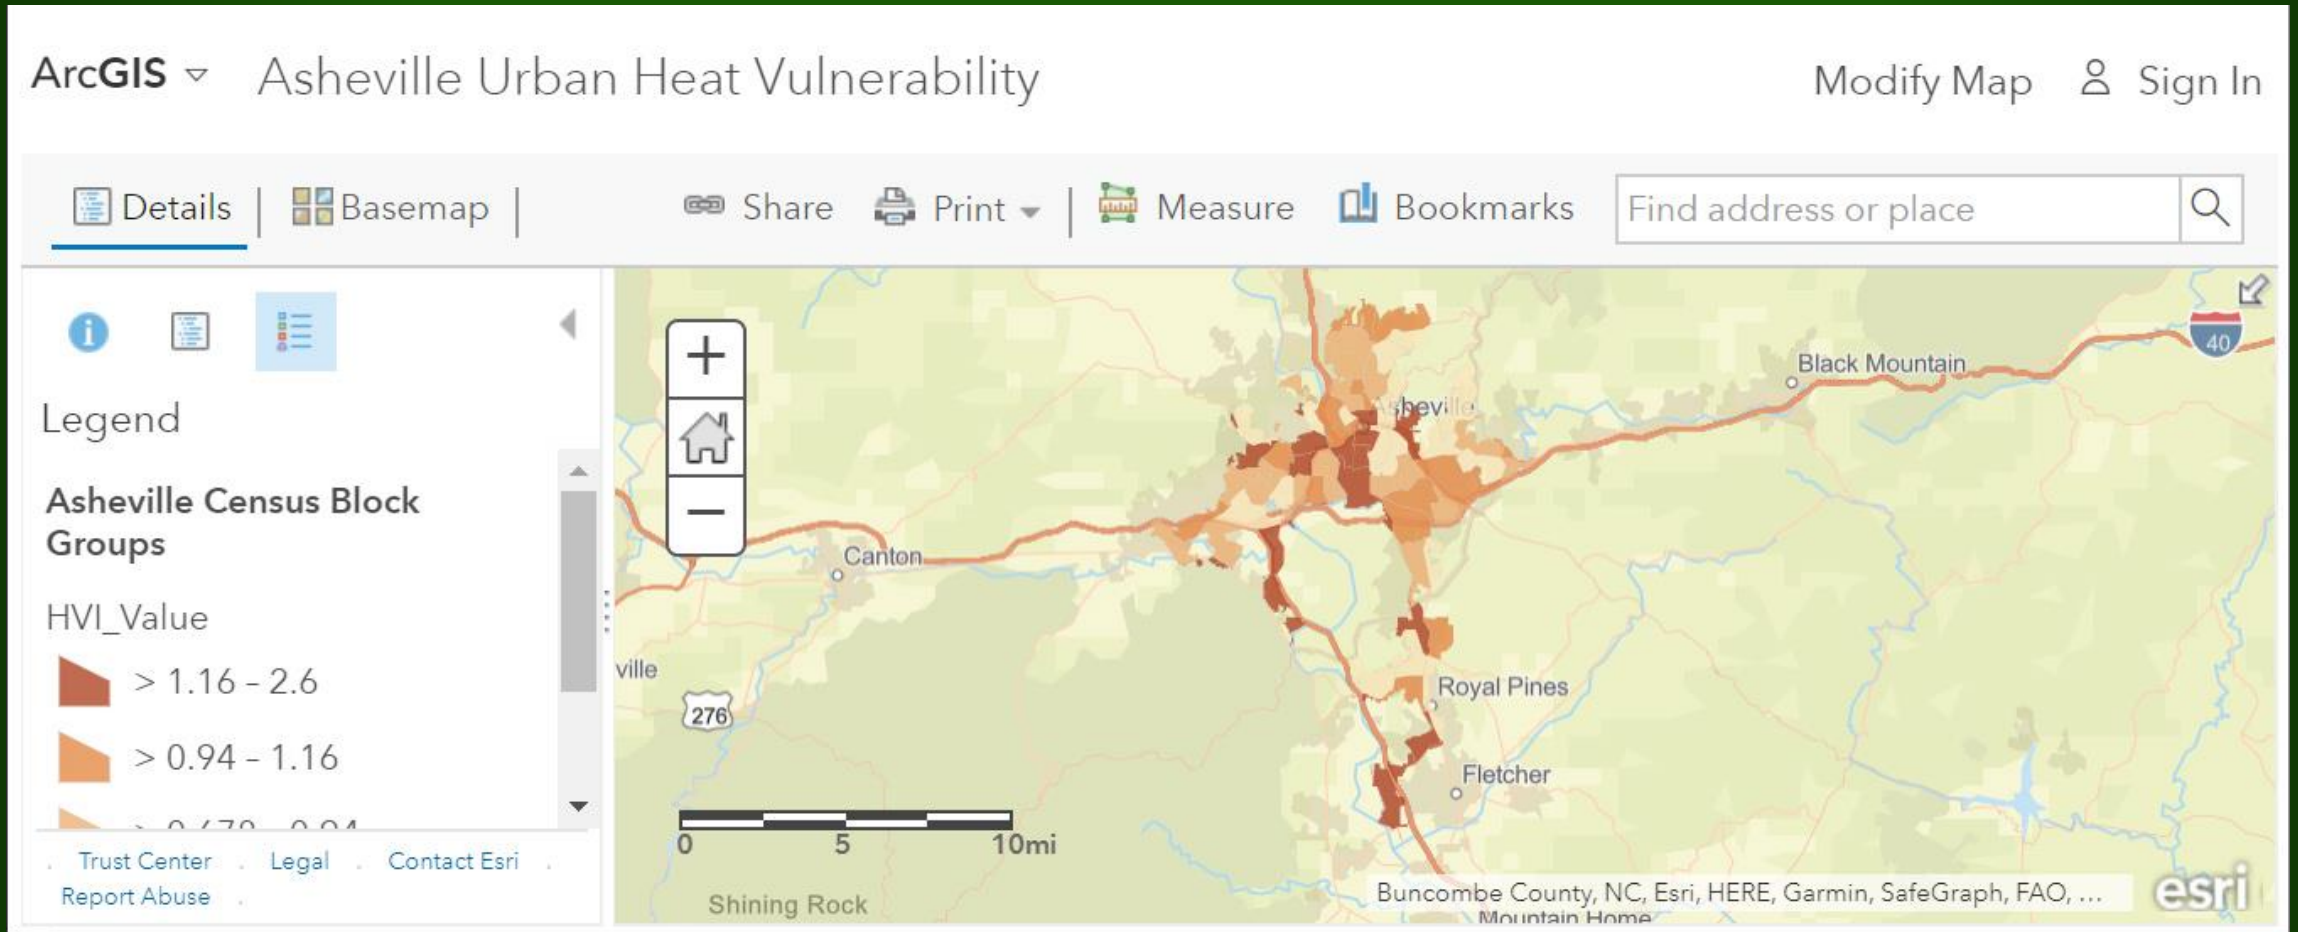 ArcGIS Asheville Urban Heat Vulnerability Modify Map Sign In
Details Basemap Share Print Measure Bookmarks Find address or place
Legend
Asheville Census Block
Groups
HVI_Value
> 1.16 – 2.6
> 0.94 – 1.16
Trust Center Legal Contact Esri
Report Abuse
40
Black Mountain
Asheville
Canton
ville
276
Royal Pines
Fletcher
0 5 10mi
Shining Rock
Buncombe County, NC, Esri, HERE, Garmin, SafeGraph, FAO, ...
esri
Mountain Home